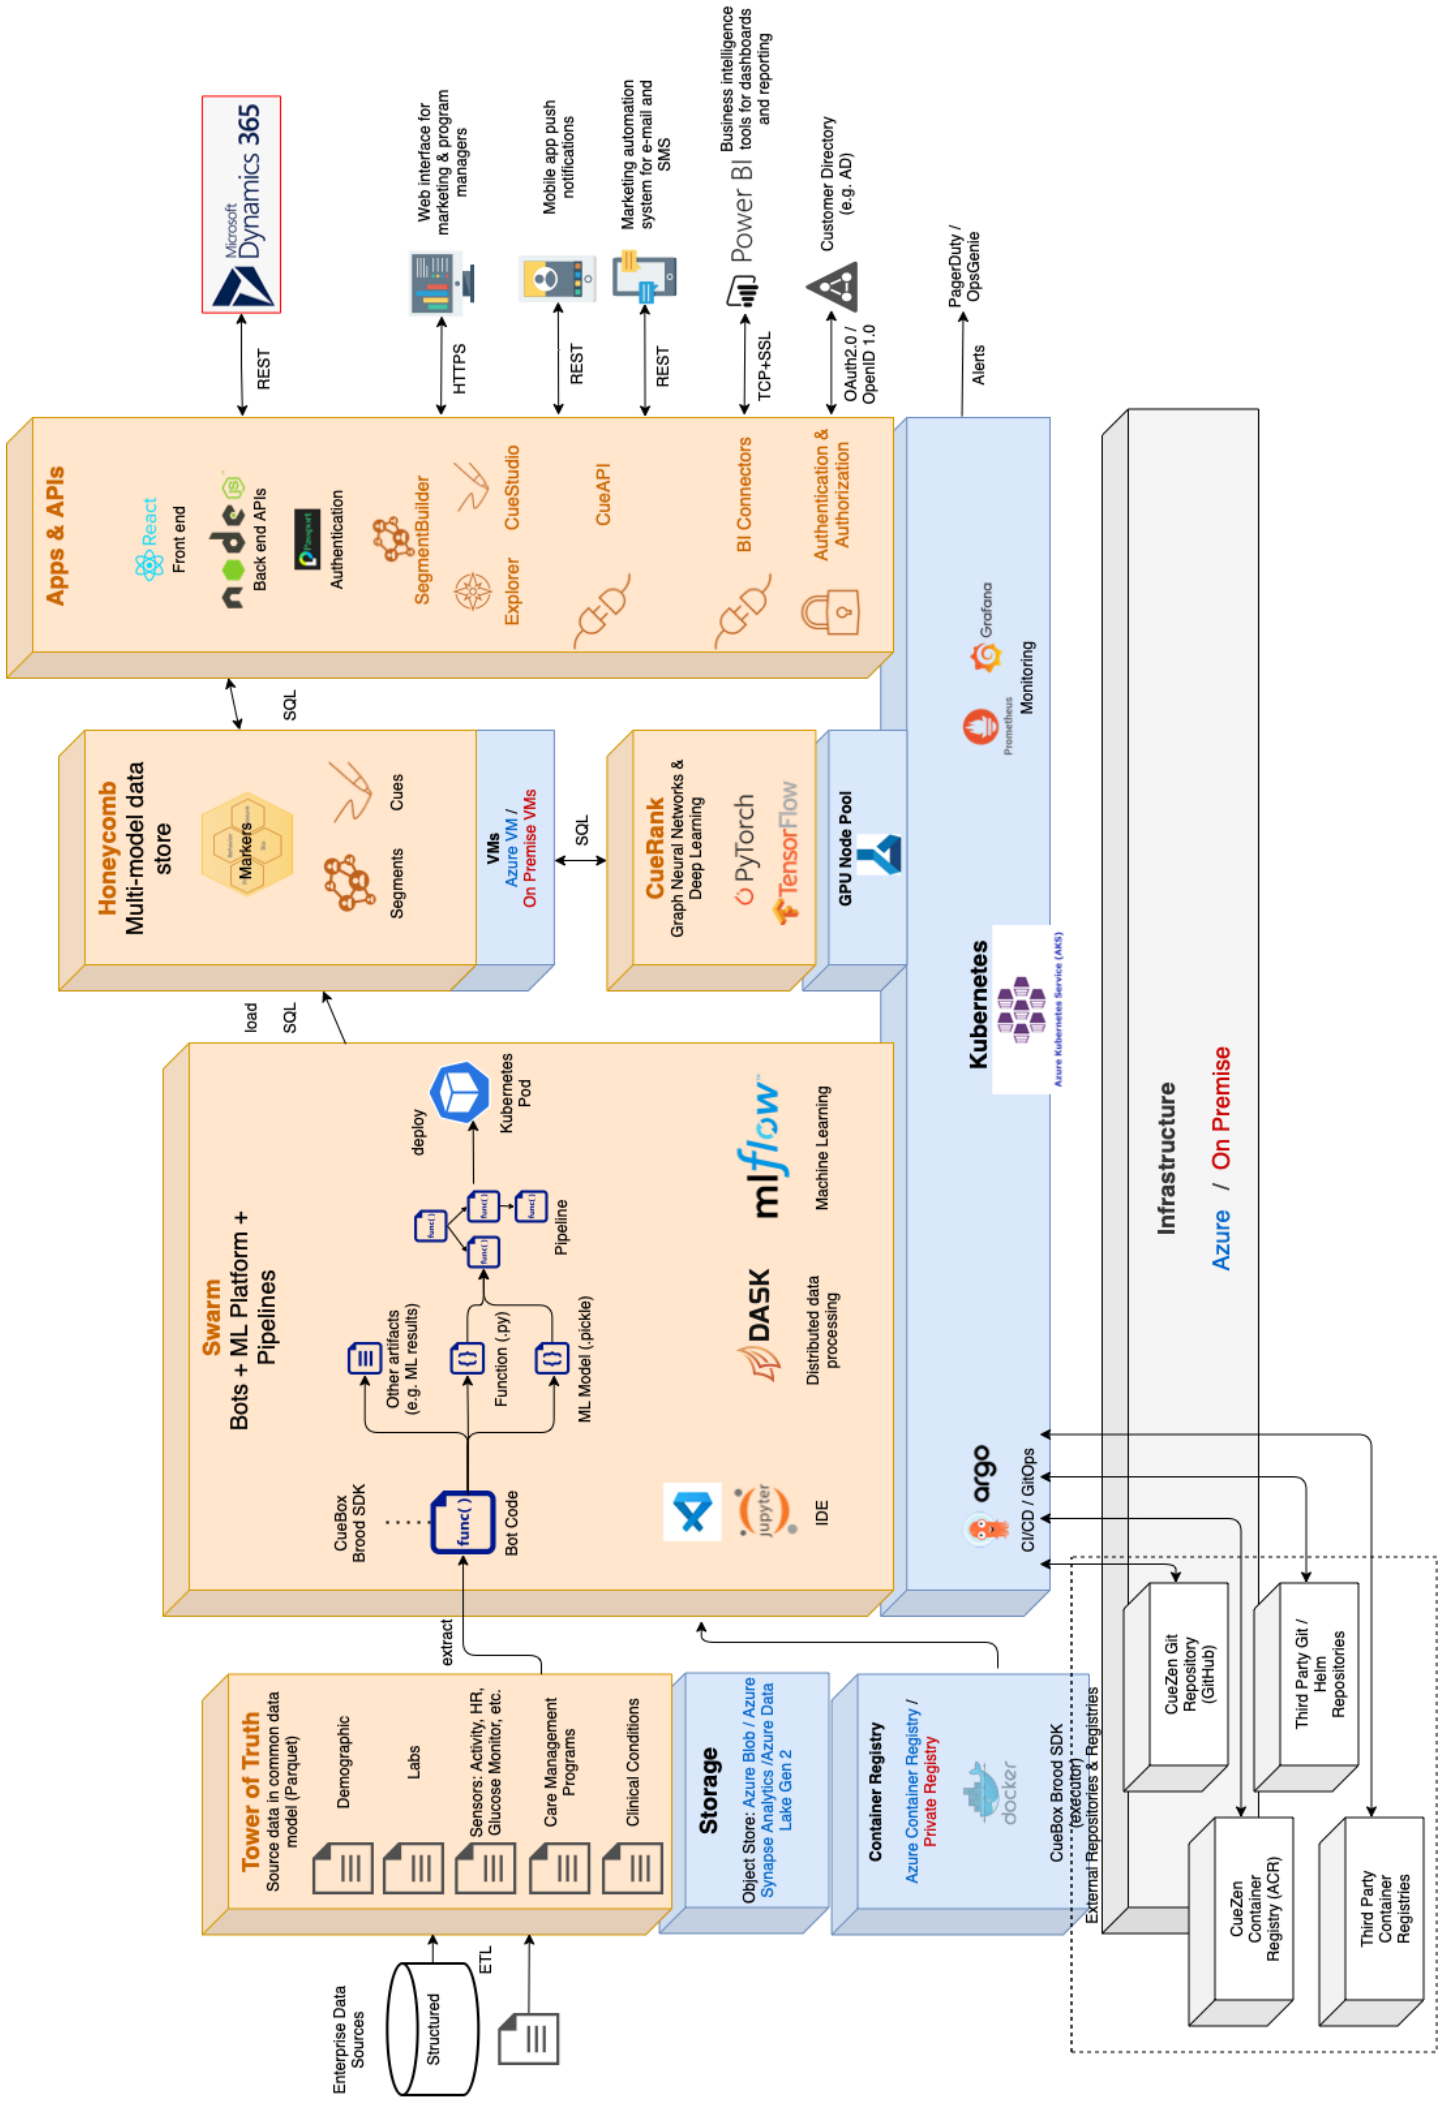 Enterprise Data
Sources
Structured
ETL
Tower of Truth
Source data in common data
model (Parquet)
Demographic
Labs
Sensors: Activity, HR,
Glucose Monitor, etc.
Care Management
Programs
Clinical Conditions
Storage
Object Store: Azure Blob / Azure
Synapse Analytics /Azure Data
Lake Gen 2
Container Registry
Azure Container Registry /
Private Registry
docker
CueBox Brood SDK
(executor)
External Repositories & Registries
extract
Swarm
Bots + ML Platform +
Pipelines
CueBox
Brood SDK
func( )
Bot Code
Other artifacts
(e.g. ML results)
{}
Function (.py)
{}
ML Model (.pickle)
func( )
func( )
func( )
func( )
Pipeline
deploy
Kubernetes
Pod
jupyter
IDE
DASK
Distributed data
processing
mlflow™
Machine Learning
load
SQL
Honeycomb
Multi-model data
store
Behavior
Bio
Markers
Segments
Cues
VMs
Azure VM /
On Premise VMs
SQL
CueRank
Graph Neural Networks &
Deep Learning
PyTorch
TensorFlow
GPU Node Pool
SQL
Apps & APIs
React
Front end
node
JS
Back end APIs
Passport
Authentication
SegmentBuilder
Explorer
CueStudio
CueAPI
BI Connectors
Authentication &
Authorization
REST
Microsoft
Dynamics 365
HTTPS
Web interface for
marketing & program
managers
REST
Mobile app push
notifications
REST
Marketing automation
system for e-mail and
SMS
TCP+SSL
Power BI
Business intelligence
tools for dashboards
and reporting
OAuth2.0 /
OpenID 1.0
Customer Directory
(e.g. AD)
Alerts
PagerDuty /
OpsGenie
argo
CI/CD / GitOps
Kubernetes
Azure Kubernetes Service (AKS)
Prometheus
Grafana
Monitoring
Infrastructure
Azure / On Premise
CueZen Git
Repository
(GitHub)
Third Party Git /
Helm
Repositories
CueZen
Container
Registry (ACR)
Third Party
Container
Registries